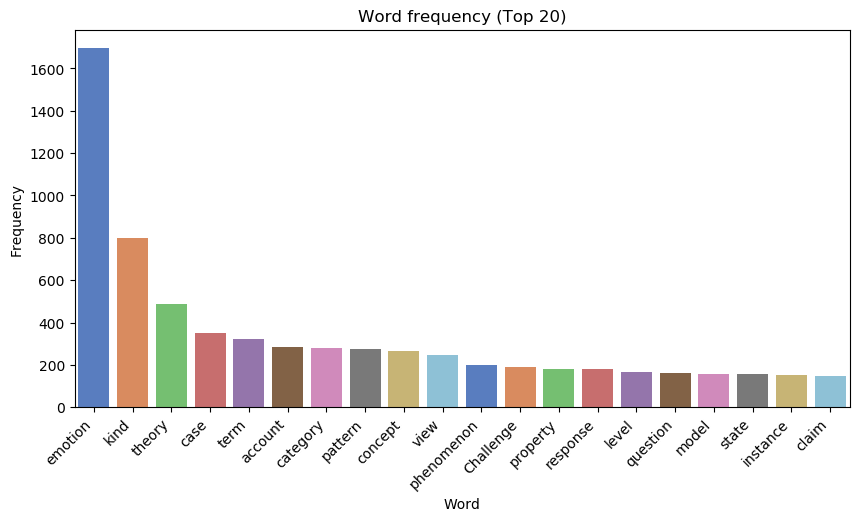 Word frequency (Top 20)
1600
1400
1200
1000
800
600
400
200
0
Frequency
emotion
kind
theory
case
term
account
category
pattern
concept
view
phenomenon
Challenge
property
response
level
question
model
state
instance
claim
Word